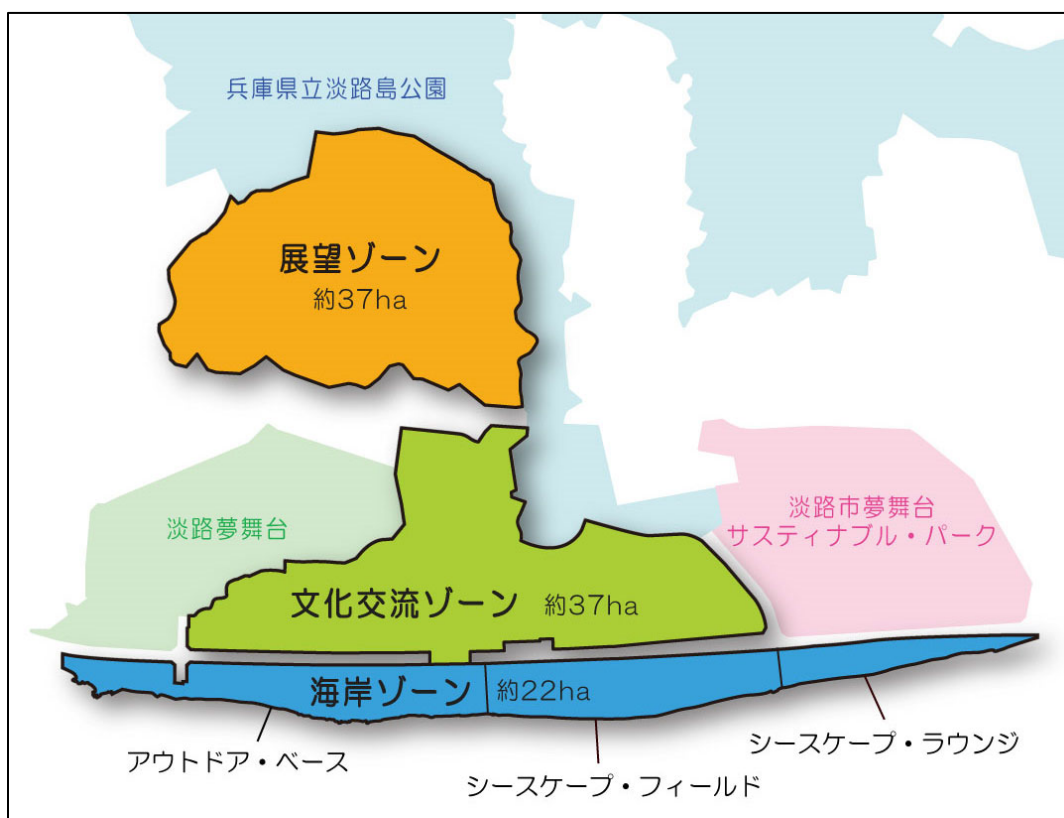 兵庫県立淡路島公園
展望ゾーン
約37ha
淡路夢舞台
淡路市夢舞台
サスティナブル・パーク
文化交流ゾーン 約37ha
海岸ゾーン 約22ha
アウトドア・ベース
シースケープ・フィールド
シースケープ・ラウンジ